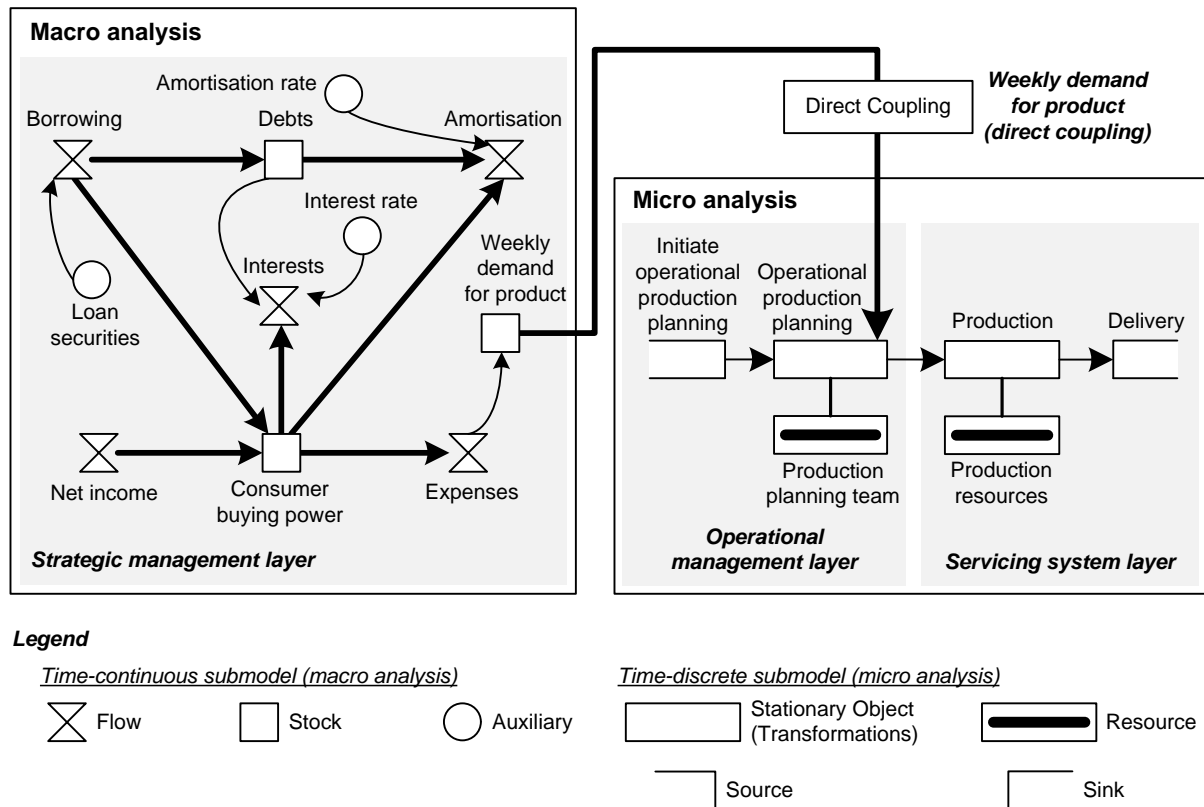 Macro analysis
Amortisation rate
Borrowing
Debts
Amortisation
Interest rate
Interests
Weekly
demand
for product
Loan
securities
Net income
Consumer
buying power
Expenses
Strategic management layer
Direct Coupling
Weekly demand
for product
(direct coupling)
Micro analysis
Initiate
operational
production
planning
Operational
production
planning
Production
Delivery
Production
planning team
Production
resources
Operational
management layer
Servicing system layer
Legend
Time-continuous submodel (macro analysis)
Flow
Stock
Auxiliary
Time-discrete submodel (micro analysis)
Stationary Object
(Transformations)
Resource
Source
Sink